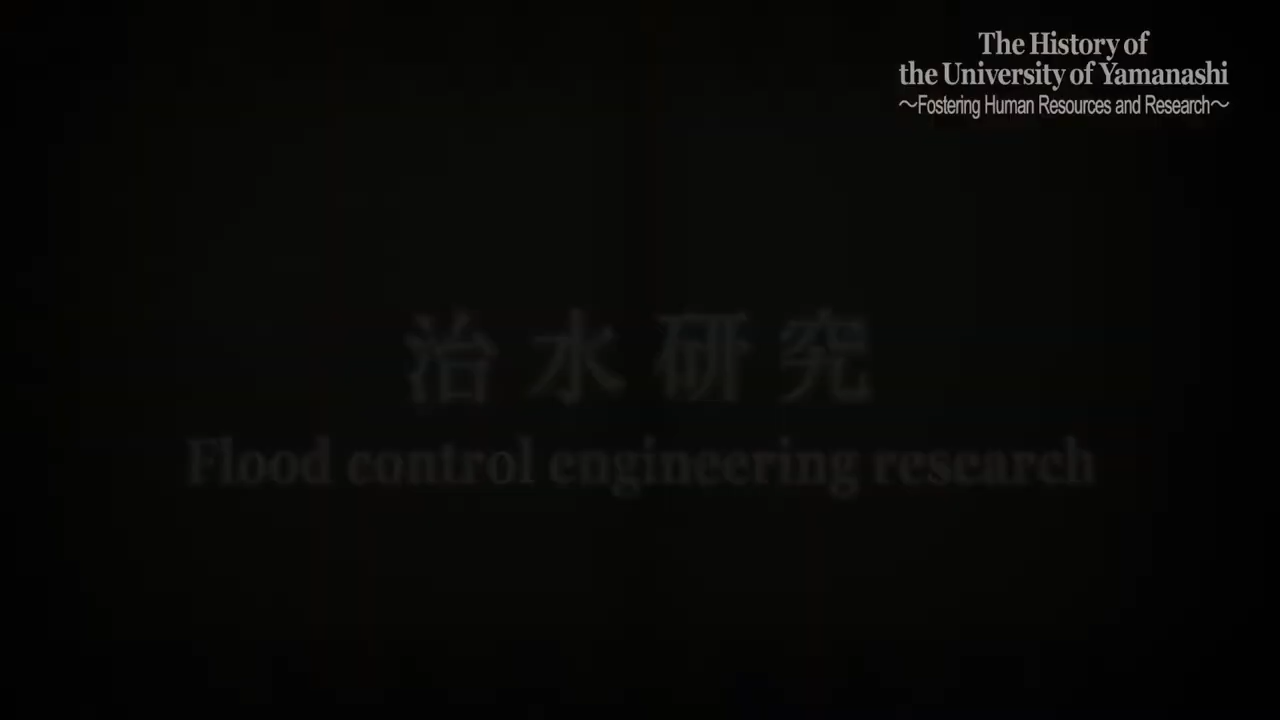 The History of
the University of Yamanashi
～Fostering Human Resources and Research～
治水研究
Flood control engineering research